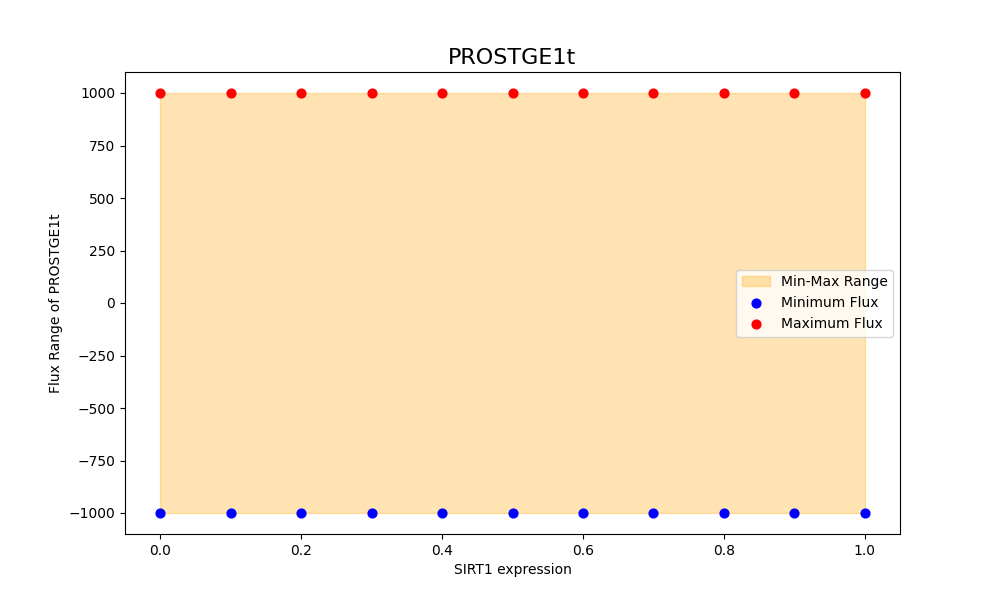 PROSTGE1t
Flux Range of PROSTGE1t
1000
750
500
250
0
−250
−500
−750
−1000
Min-Max Range
Minimum Flux
Maximum Flux
0.0 0.2 0.4 0.6 0.8 1.0
SIRT1 expression